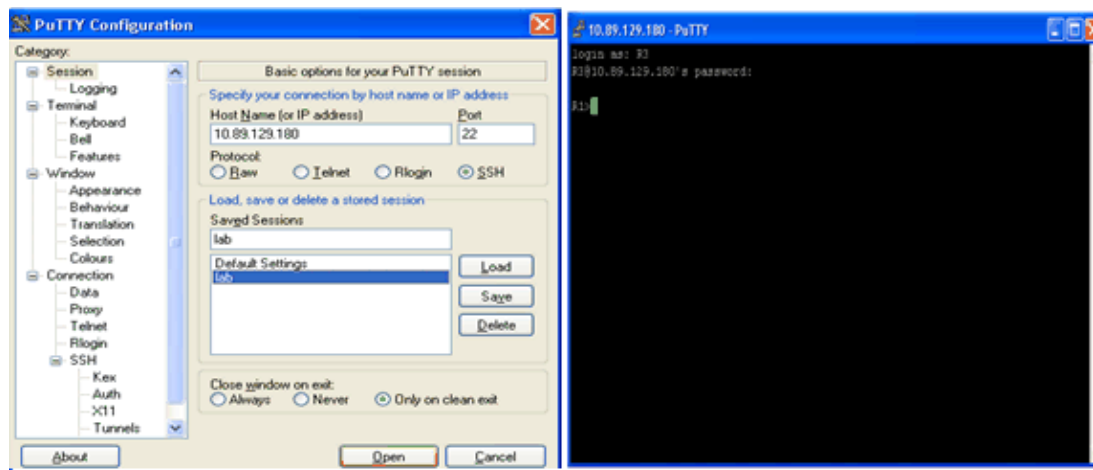 PuTTY Configuration
Category:
Session
Logging
Terminal
Keyboard
Bell
Features
Window
Appearance
Behaviour
Translation
Selection
Colours
Connection
Data
Proxy
Telnet
Rlogin
SSH
Kex
Auth
X11
Tunnels
Basic options for your PuTTY session
Specify your connection by host name or IP address
Host Name (or IP address) Port
10.89.129.180 22
Protocol:
Raw Telnet Rlogin SSH
Load, save or delete a stored session
Saved Sessions
lab
Default Settings
lab
Load
Save
Delete
Close window on exit:
Always Never Only on clean exit
About Open Cancel
10.89.129.180 - PuTTY
login as: R3
R3@10.89.129.180's password:
R1>